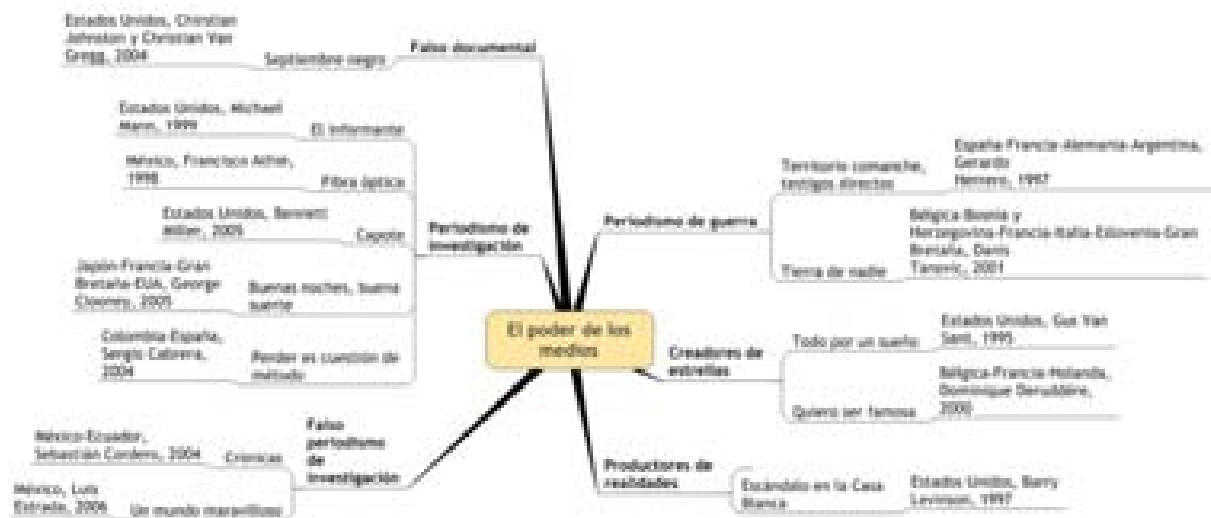 Estados Unidos, Christian
Johnston y Christian Van
Gregg, 2004
Septiembre negro
Falso documental
Estados Unidos, Michael
Mann, 1999
El informante
México, Francisco Athié,
1998
Fibra óptica
Estados Unidos, Bennett
Miller, 2005
Capote
Japón-Francia-Gran
Bretaña-EUA, George
Clooney, 2005
Buenas noches, buena
suerte
Colombia-España,
Sergio Cabrera,
2004
Perder es cuestión de
método
Periodismo de
investigación
México-Ecuador,
Sebastián Cordero, 2004
Crónicas
México, Luis
Estrada, 2006
Un mundo maravilloso
Falso
periodismo
de
investigación
El poder de los
medios
Periodismo de guerra
Territorio comanche,
testigos directos
España-Francia-Alemania-Argentina,
Gerardo
Herrero, 1997
Tierra de nadie
Bélgica-Bosnia y
Herzegovina-Francia-Italia-Eslovenia-Gran
Bretaña, Danis
Tanovic, 2001
Creadores de
estrellas
Todo por un sueño
Estados Unidos, Gus Van
Sant, 1995
Quiero ser famosa
Bélgica-Francia-Holanda,
Dominique Deruddere,
2000
Productores de
realidades
Escándalo en la Casa
Blanca
Estados Unidos, Barry
Levinson, 1997